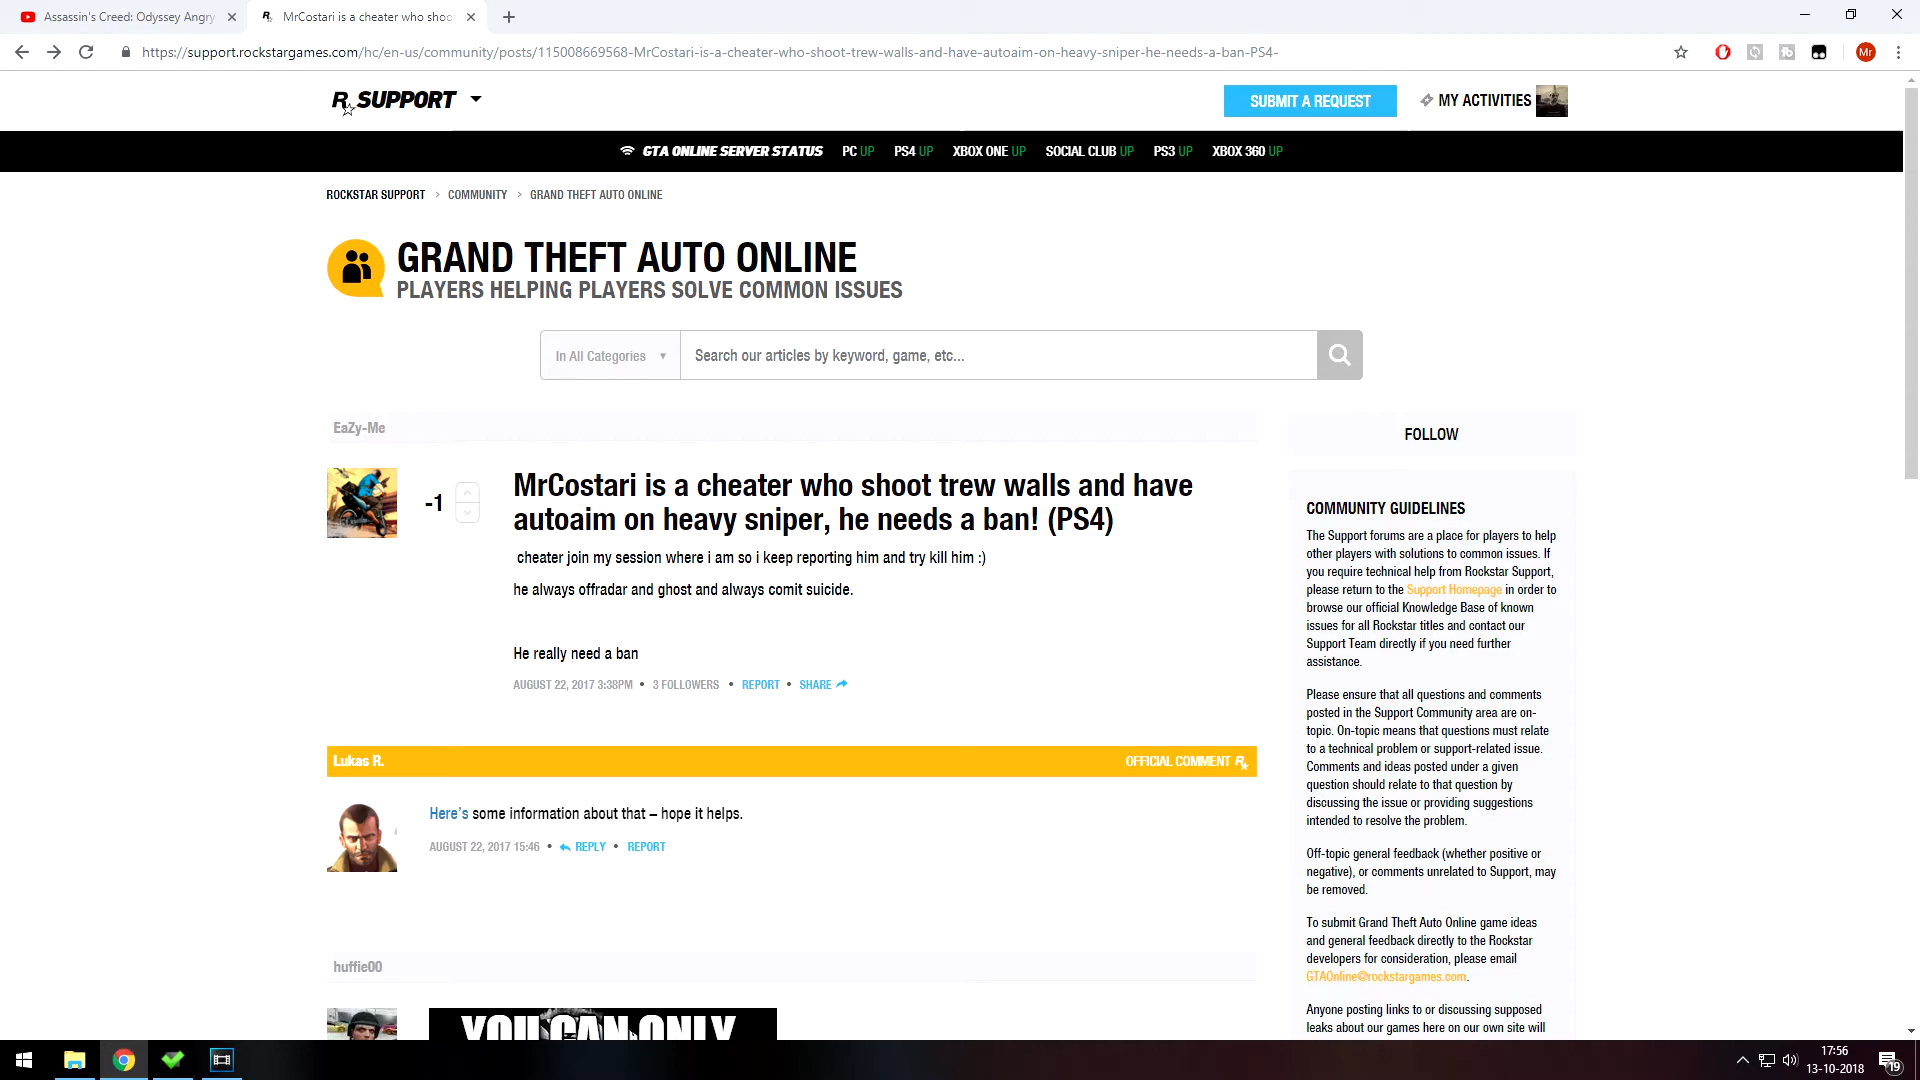 Assassin's Creed: Odyssey Angry
MrCostari is a cheater who shoot
https://support.rockstargames.com/hc/en-us/community/posts/115008669568-MrCostari-is-a-cheater-who-shoot-trew-walls-and-have-autoaim-on-heavy-sniper-he-needs-a-ban-PS4-
Mr
R SUPPORT
SUBMIT A REQUEST
MY ACTIVITIES
GTA ONLINE SERVER STATUS PC UP PS4 UP XBOX ONE UP SOCIAL CLUB UP PS3 UP XBOX 360 UP
ROCKSTAR SUPPORT > COMMUNITY > GRAND THEFT AUTO ONLINE
GRAND THEFT AUTO ONLINE
PLAYERS HELPING PLAYERS SOLVE COMMON ISSUES
In All Categories
Search our articles by keyword, game, etc...
EaZy-Me
-1
MrCostari is a cheater who shoot trew walls and have
autoaim on heavy sniper, he needs a ban! (PS4)
cheater join my session where i am so i keep reporting him and try kill him :)
he always offradar and ghost and always comit suicide.
He really need a ban
AUGUST 22, 2017 3:38PM • 3 FOLLOWERS • REPORT • SHARE
Lukas R.
OFFICIAL COMMENT R
Here's some information about that – hope it helps.
AUGUST 22, 2017 15:46 • REPLY • REPORT
huffie00
YOU CAN ONLY
FOLLOW
COMMUNITY GUIDELINES
The Support forums are a place for players to help
other players with solutions to common issues. If
you require technical help from Rockstar Support,
please return to the Support Homepage in order to
browse our official Knowledge Base of known
issues for all Rockstar titles and contact our
Support Team directly if you need further
assistance.
Please ensure that all questions and comments
posted in the Support Community area are on-
topic. On-topic means that questions must relate
to a technical problem or support-related issue.
Comments and ideas posted under a given
question should relate to that question by
discussing the issue or providing suggestions
intended to resolve the problem.
Off-topic general feedback (whether positive or
negative), or comments unrelated to Support, may
be removed.
To submit Grand Theft Auto Online game ideas
and general feedback directly to the Rockstar
developers for consideration, please email
GTAOnline@rockstargames.com.
Anyone posting links to or discussing supposed
leaks about our games here on our own site will
17:56
13-10-2018
19